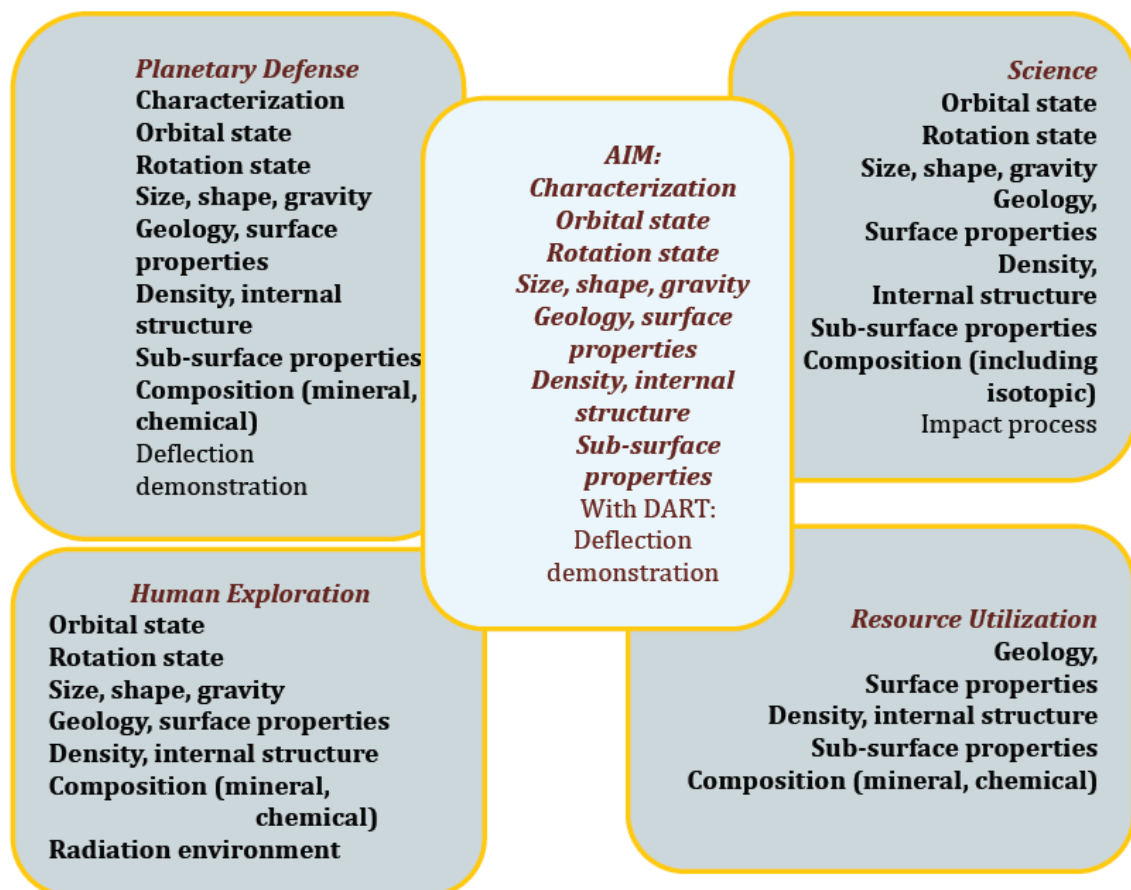 Planetary Defense
Characterization
Orbital state
Rotation state
Size, shape, gravity
Geology, surface
properties
Density, internal
structure
Sub-surface properties
Composition (mineral,
chemical)
Deflection
demonstration
AIM:
Characterization
Orbital state
Rotation state
Size, shape, gravity
Geology, surface
properties
Density, internal
structure
Sub-surface
properties
With DART:
Deflection
demonstration
Science
Orbital state
Rotation state
Size, shape, gravity
Geology,
Surface properties
Density,
Internal structure
Sub-surface properties
Composition (including
isotopic)
Impact process
Human Exploration
Orbital state
Rotation state
Size, shape, gravity
Geology, surface properties
Density, internal structure
Composition (mineral,
chemical)
Radiation environment
Resource Utilization
Geology,
Surface properties
Density, internal structure
Sub-surface properties
Composition (mineral, chemical)